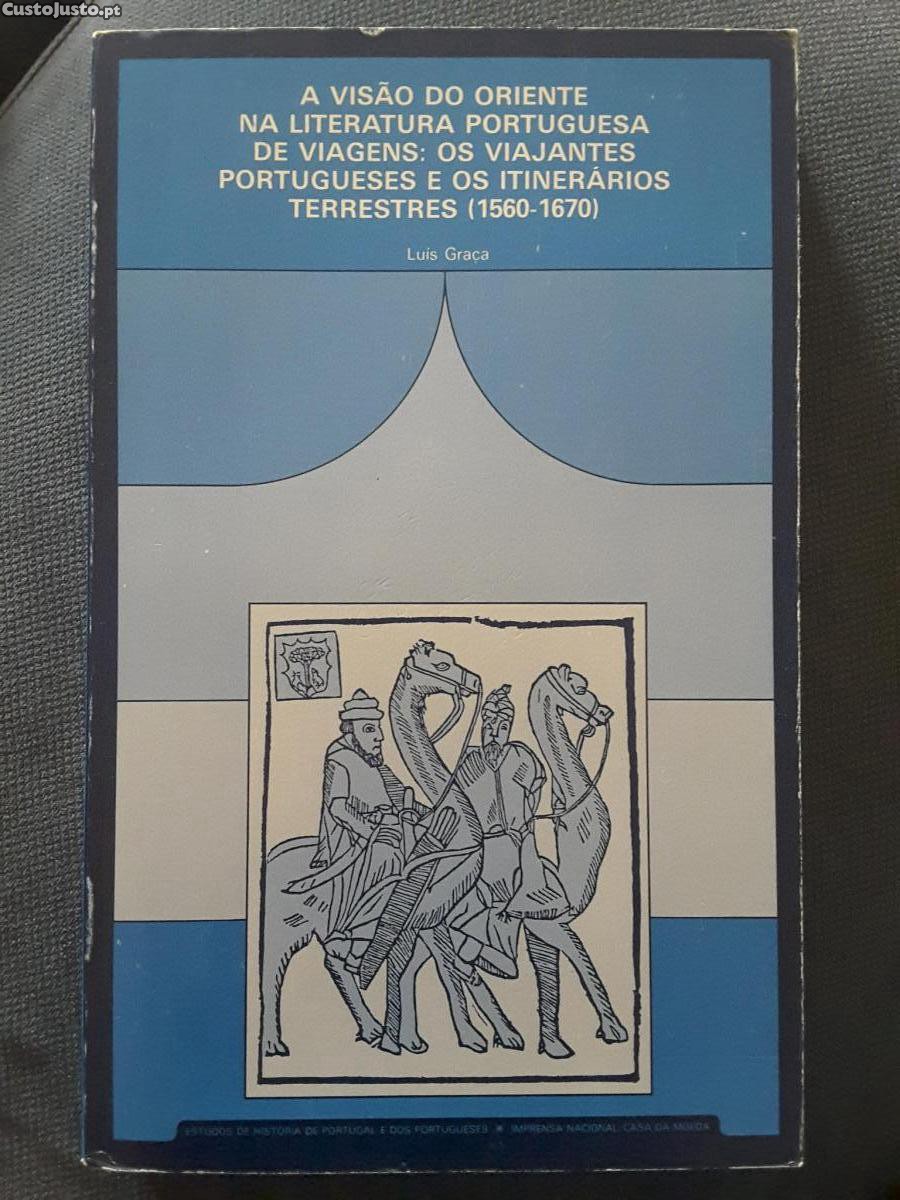 CustoJusto.pt
A VISÃO DO ORIENTE
NA LITERATURA PORTUGUESA
DE VIAGENS: OS VIAJANTES
PORTUGUESES E OS ITINERÁRIOS
TERRESTRES (1560-1670)
Luís Graça
ESTUDOS DE HISTÓRIA DE PORTUGAL E DOS PORTUGUESES * IMPRENSA NACIONAL-CASA DA MOEDA